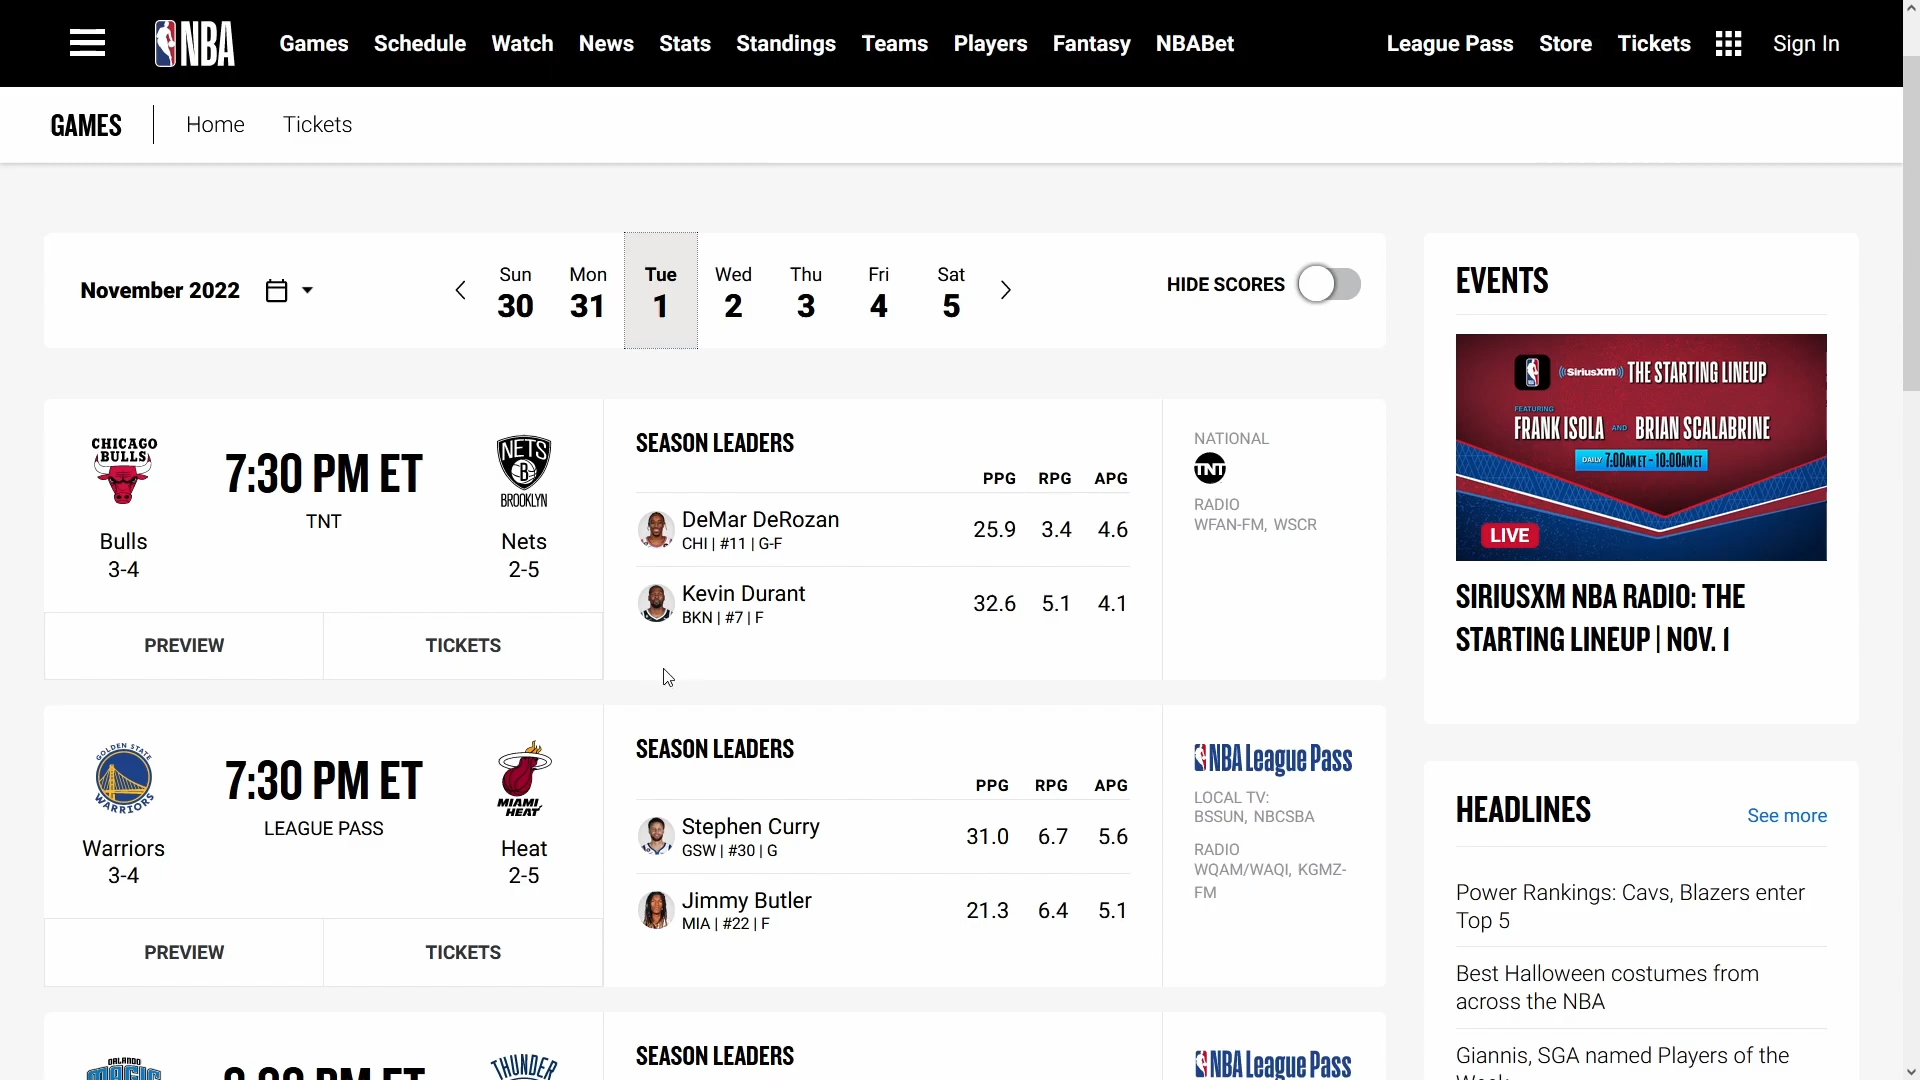 NBA Games Schedule Watch News Stats Standings Teams Players Fantasy NBABet League Pass Store Tickets Sign In
GAMES Home Tickets
November 2022
Sun Mon Tue Wed Thu Fri Sat
30 31 1 2 3 4 5
HIDE SCORES
CHICAGO
BULLS
7:30 PM ET
TNT
NETS
B
BROOKLYN
Bulls
3-4
Nets
2-5
PREVIEW TICKETS
SEASON LEADERS
PPG RPG APG
DeMar DeRozan
CHI | #11 | G-F
25.9 3.4 4.6
Kevin Durant
BKN | #7 | F
32.6 5.1 4.1
NATIONAL
TNT
RADIO
WFAN-FM, WSCR
GOLDEN STATE
WARRIORS
7:30 PM ET
LEAGUE PASS
MIAMI
HEAT
Warriors
3-4
Heat
2-5
PREVIEW TICKETS
SEASON LEADERS
PPG RPG APG
Stephen Curry
GSW | #30 | G
31.0 6.7 5.6
Jimmy Butler
MIA | #22 | F
21.3 6.4 5.1
NBA League Pass
LOCAL TV:
BSSUN, NBCSBA
RADIO
WQAM/WAQI, KGMZ-
FM
ORLANDO
MAGIC
THUNDER
SEASON LEADERS
NBA League Pass
EVENTS
SiriusXM THE STARTING LINEUP
FEATURING
FRANK ISOLA AND BRIAN SCALABRINE
DAILY 7:00AM ET - 10:00AM ET
LIVE
SIRIUSXM NBA RADIO: THE
STARTING LINEUP | NOV. 1
HEADLINES See more
Power Rankings: Cavs, Blazers enter
Top 5
Best Halloween costumes from
across the NBA
Giannis, SGA named Players of the